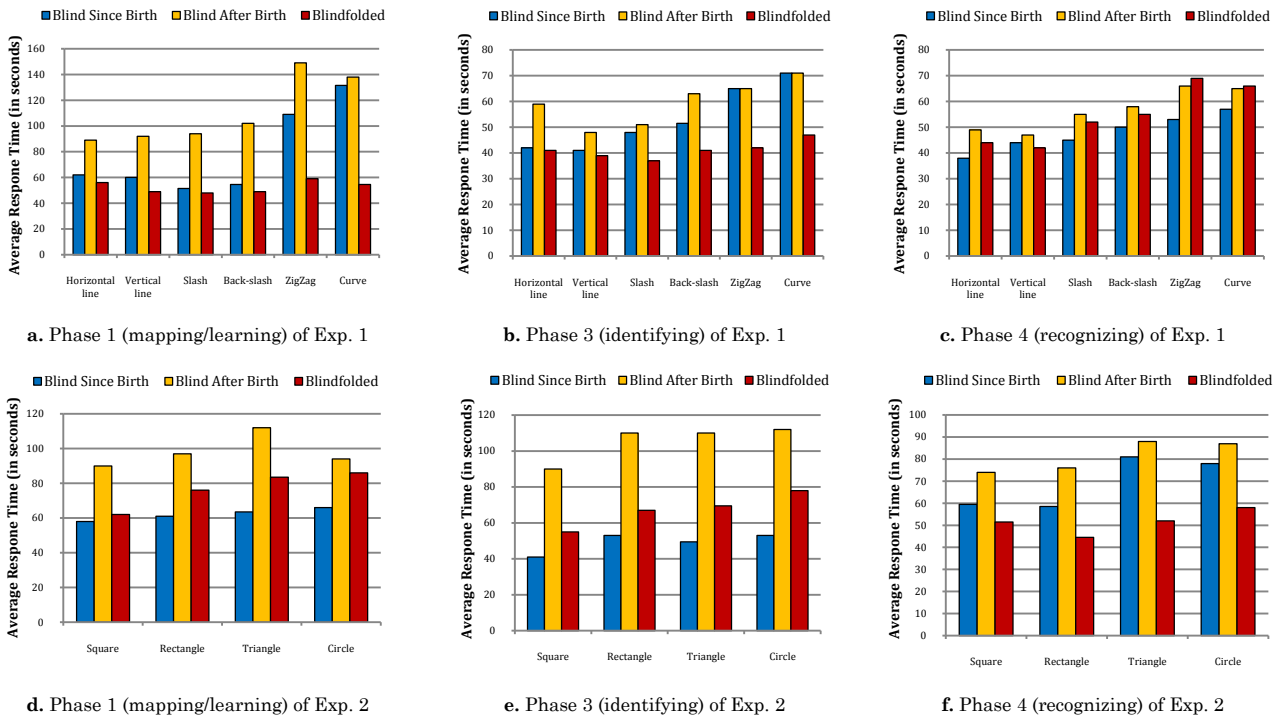 Blind Since Birth Blind After Birth Blindfolded
Average Respone Time (in seconds)
160
140
120
100
80
60
40
20
0
Horizontal line Vertical line Slash Back-slash ZigZag Curve
a. Phase 1 (mapping/learning) of Exp. 1
Blind Since Birth Blind After Birth Blindfolded
Average Respone Time (in seconds)
80
70
60
50
40
30
20
10
0
Horizontal line Vertical line Slash Back-slash ZigZag Curve
b. Phase 3 (identifying) of Exp. 1
Blind Since Birth Blind After Birth Blindfolded
Average Respone Time (in seconds)
80
70
60
50
40
30
20
10
0
Horizontal line Vertical line Slash Back-slash ZigZag Curve
c. Phase 4 (recognizing) of Exp. 1
Blind Since Birth Blind After Birth Blindfolded
Average Respone Time (in seconds)
120
100
80
60
40
20
0
Square Rectangle Triangle Circle
d. Phase 1 (mapping/learning) of Exp. 2
Blind Since Birth Blind After Birth Blindfolded
Average Respone Time (in seconds)
120
100
80
60
40
20
0
Square Rectangle Triangle Circle
e. Phase 3 (identifying) of Exp. 2
Blind Since Birth Blind After Birth Blindfolded
Average Respone Time (in seconds)
100
90
80
70
60
50
40
30
20
10
0
Square Rectangle Triangle Circle
f. Phase 4 (recognizing) of Exp. 2